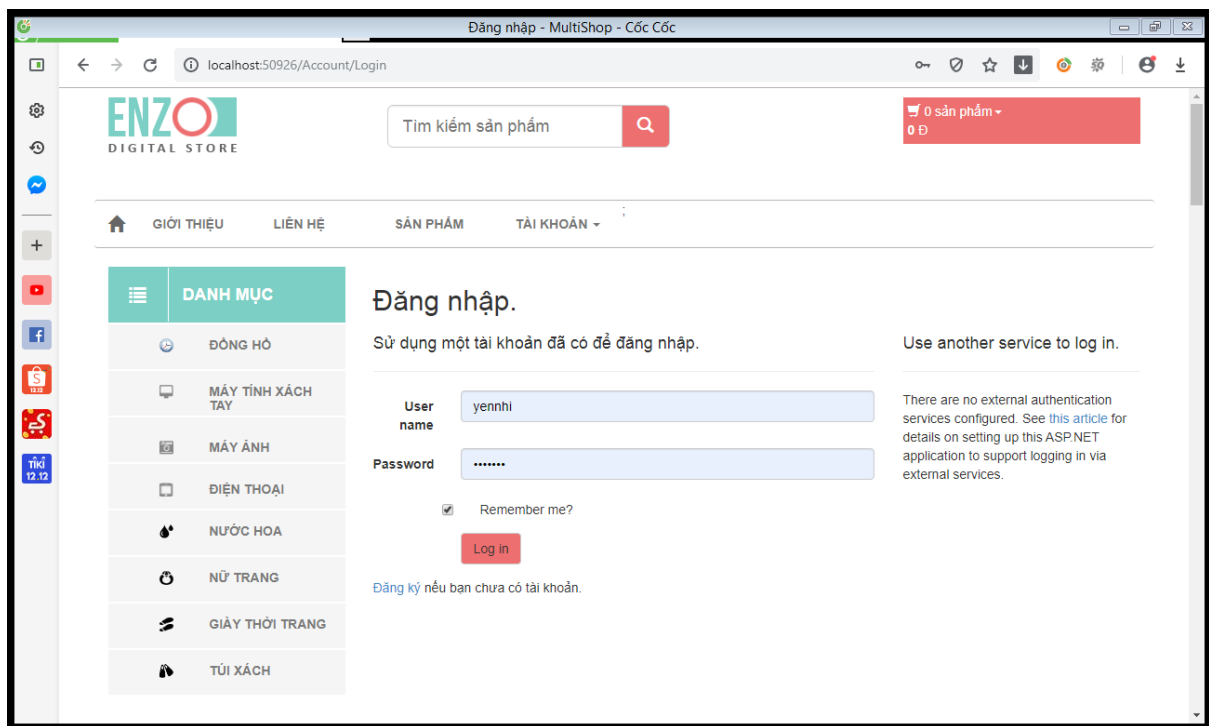 Đăng nhập - MultiShop - Cốc Cốc
localhost:50926/Account/Login
ENZO
DIGITAL STORE
Tìm kiếm sản phẩm
0 sản phẩm
0 Đ
GIỚI THIỆU
LIÊN HỆ
SẢN PHẨM
TÀI KHOẢN
;
DANH MỤC
ĐỒNG HỒ
MÁY TÍNH XÁCH
TAY
MÁY ẢNH
ĐIỆN THOẠI
NƯỚC HOA
NỮ TRANG
GIÀY THỜI TRANG
TÚI XÁCH
Đăng nhập.
Sử dụng một tài khoản đã có để đăng nhập.
User
name
yennhi
Password
•••••••
Remember me?
Log in
Đăng ký nếu bạn chưa có tài khoản.
Use another service to log in.
There are no external authentication
services configured. See this article for
details on setting up this ASP.NET
application to support logging in via
external services.
S
12.12
TIKI
12.12